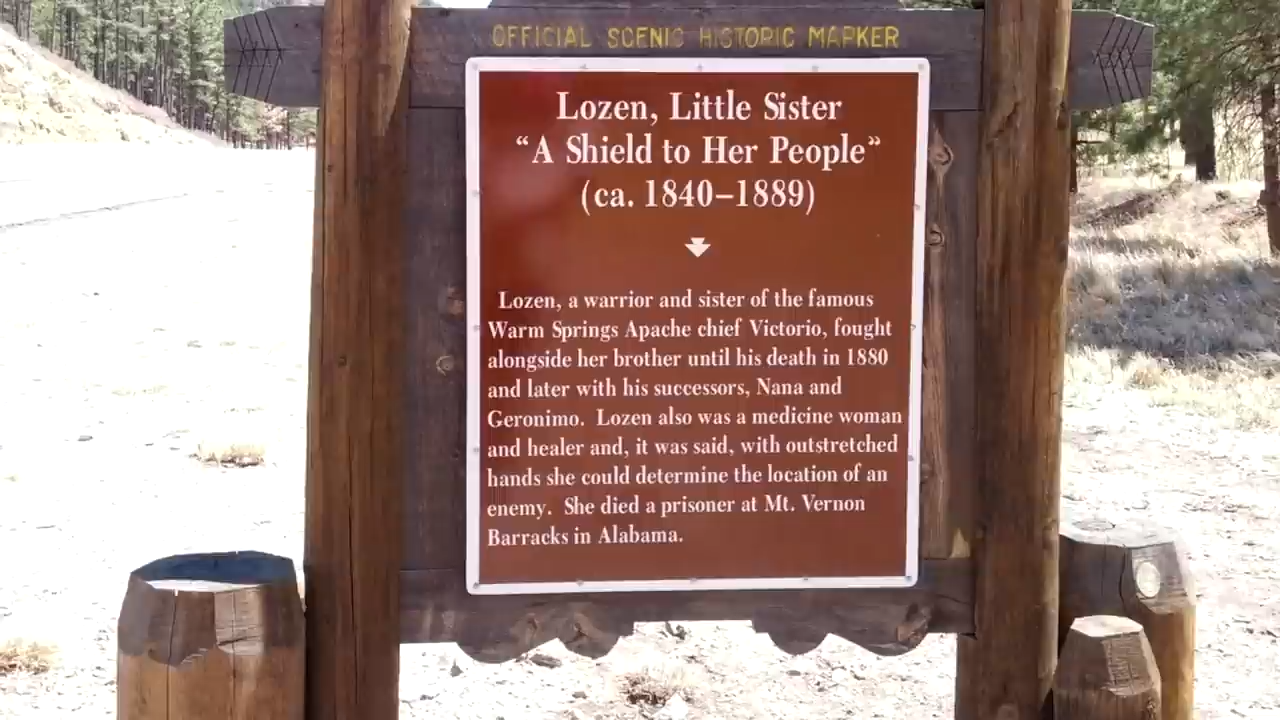 OFFICIAL SCENIC HISTORIC MARKER
Lozen, Little Sister
“A Shield to Her People”
(ca. 1840–1889)
Lozen, a warrior and sister of the famous
Warm Springs Apache chief Victorio, fought
alongside her brother until his death in 1880
and later with his successors, Nana and
Geronimo.  Lozen also was a medicine woman
and healer and, it was said, with outstretched
hands she could determine the location of an
enemy.  She died a prisoner at Mt. Vernon
Barracks in Alabama.